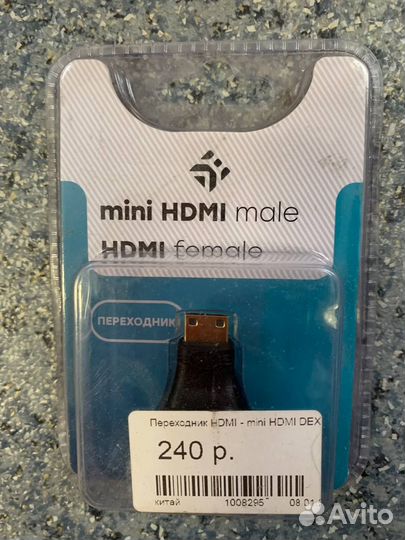 mini HDMI male
HDMI female
ПЕРЕХОДНИК
Переходник HDMI - mini HDMI DEX
240 р.
китай 1008295 08.01
Avito